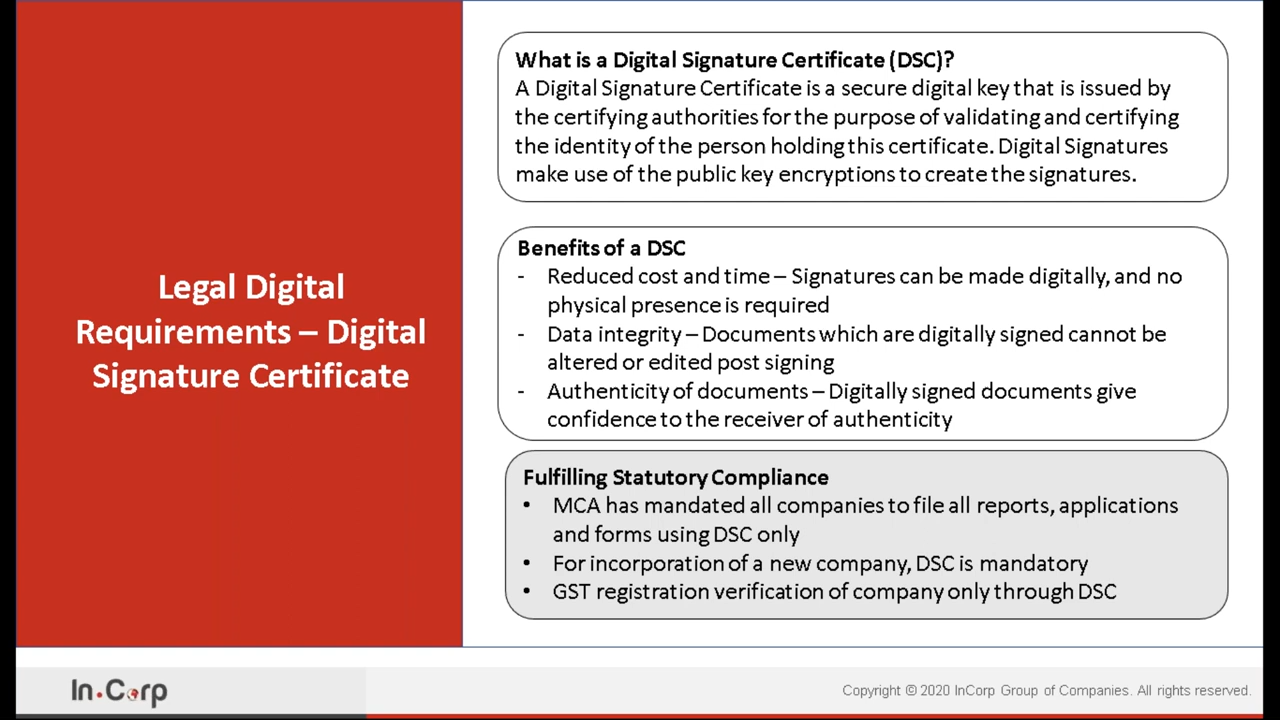 Legal Digital
Requirements – Digital
Signature Certificate
What is a Digital Signature Certificate (DSC)?
A Digital Signature Certificate is a secure digital key that is issued by
the certifying authorities for the purpose of validating and certifying
the identity of the person holding this certificate. Digital Signatures
make use of the public key encryptions to create the signatures.
Benefits of a DSC
- Reduced cost and time – Signatures can be made digitally, and no
physical presence is required
- Data integrity – Documents which are digitally signed cannot be
altered or edited post signing
- Authenticity of documents – Digitally signed documents give
confidence to the receiver of authenticity
Fulfilling Statutory Compliance
• MCA has mandated all companies to file all reports, applications
and forms using DSC only
• For incorporation of a new company, DSC is mandatory
• GST registration verification of company only through DSC
In.Corp
Copyright © 2020 InCorp Group of Companies. All rights reserved.